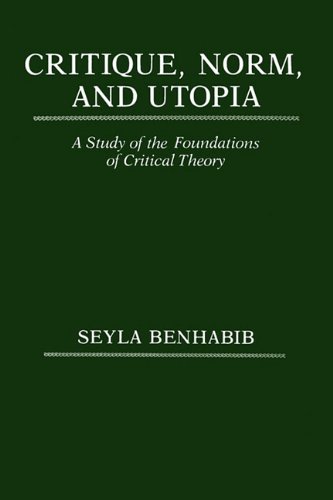 CRITIQUE, NORM,
AND UTOPIA
A Study of the Foundations
of Critical Theory
SEYLA BENHABIB